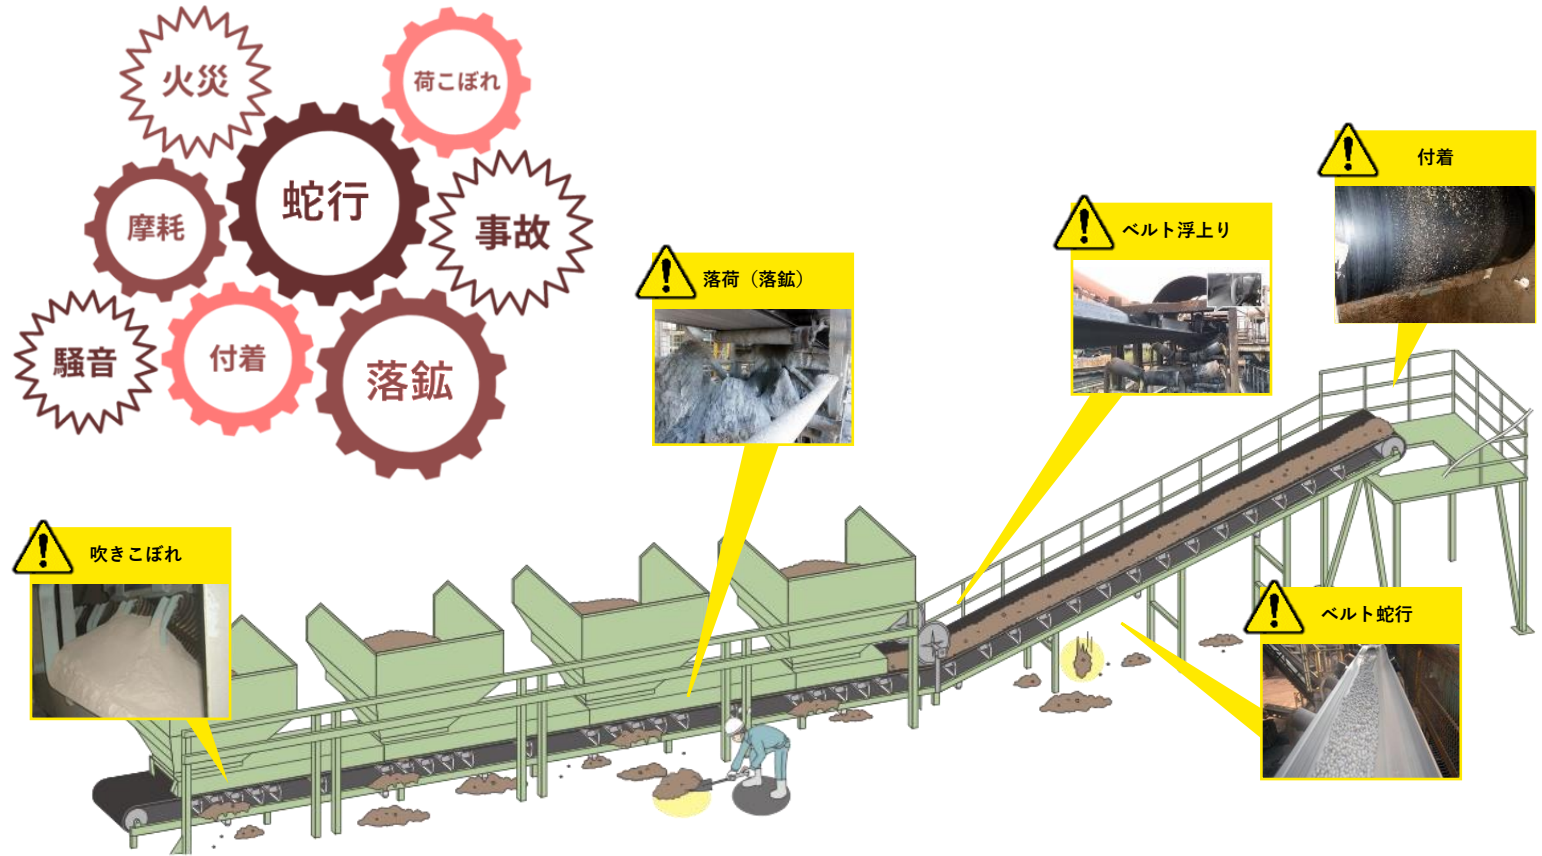 火災
荷こぼれ
蛇行
摩耗
事故
騒音
付着
落鉱
付着
ベルト浮上り
落荷（落鉱）
吹きこぼれ
ベルト蛇行